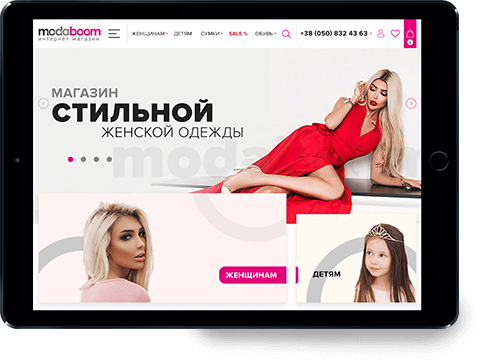 modaboom
интернет магазин
ЖЕНЩИНАМ
ДЕТЯМ
СУМКИ
SALE %
ОБУВЬ
+38 (050) 832 43 63
МАГАЗИН
СТИЛЬНОЙ
ЖЕНСКОЙ ОДЕЖДЫ
modaboom
ЖЕНЩИНАМ
ДЕТЯМ